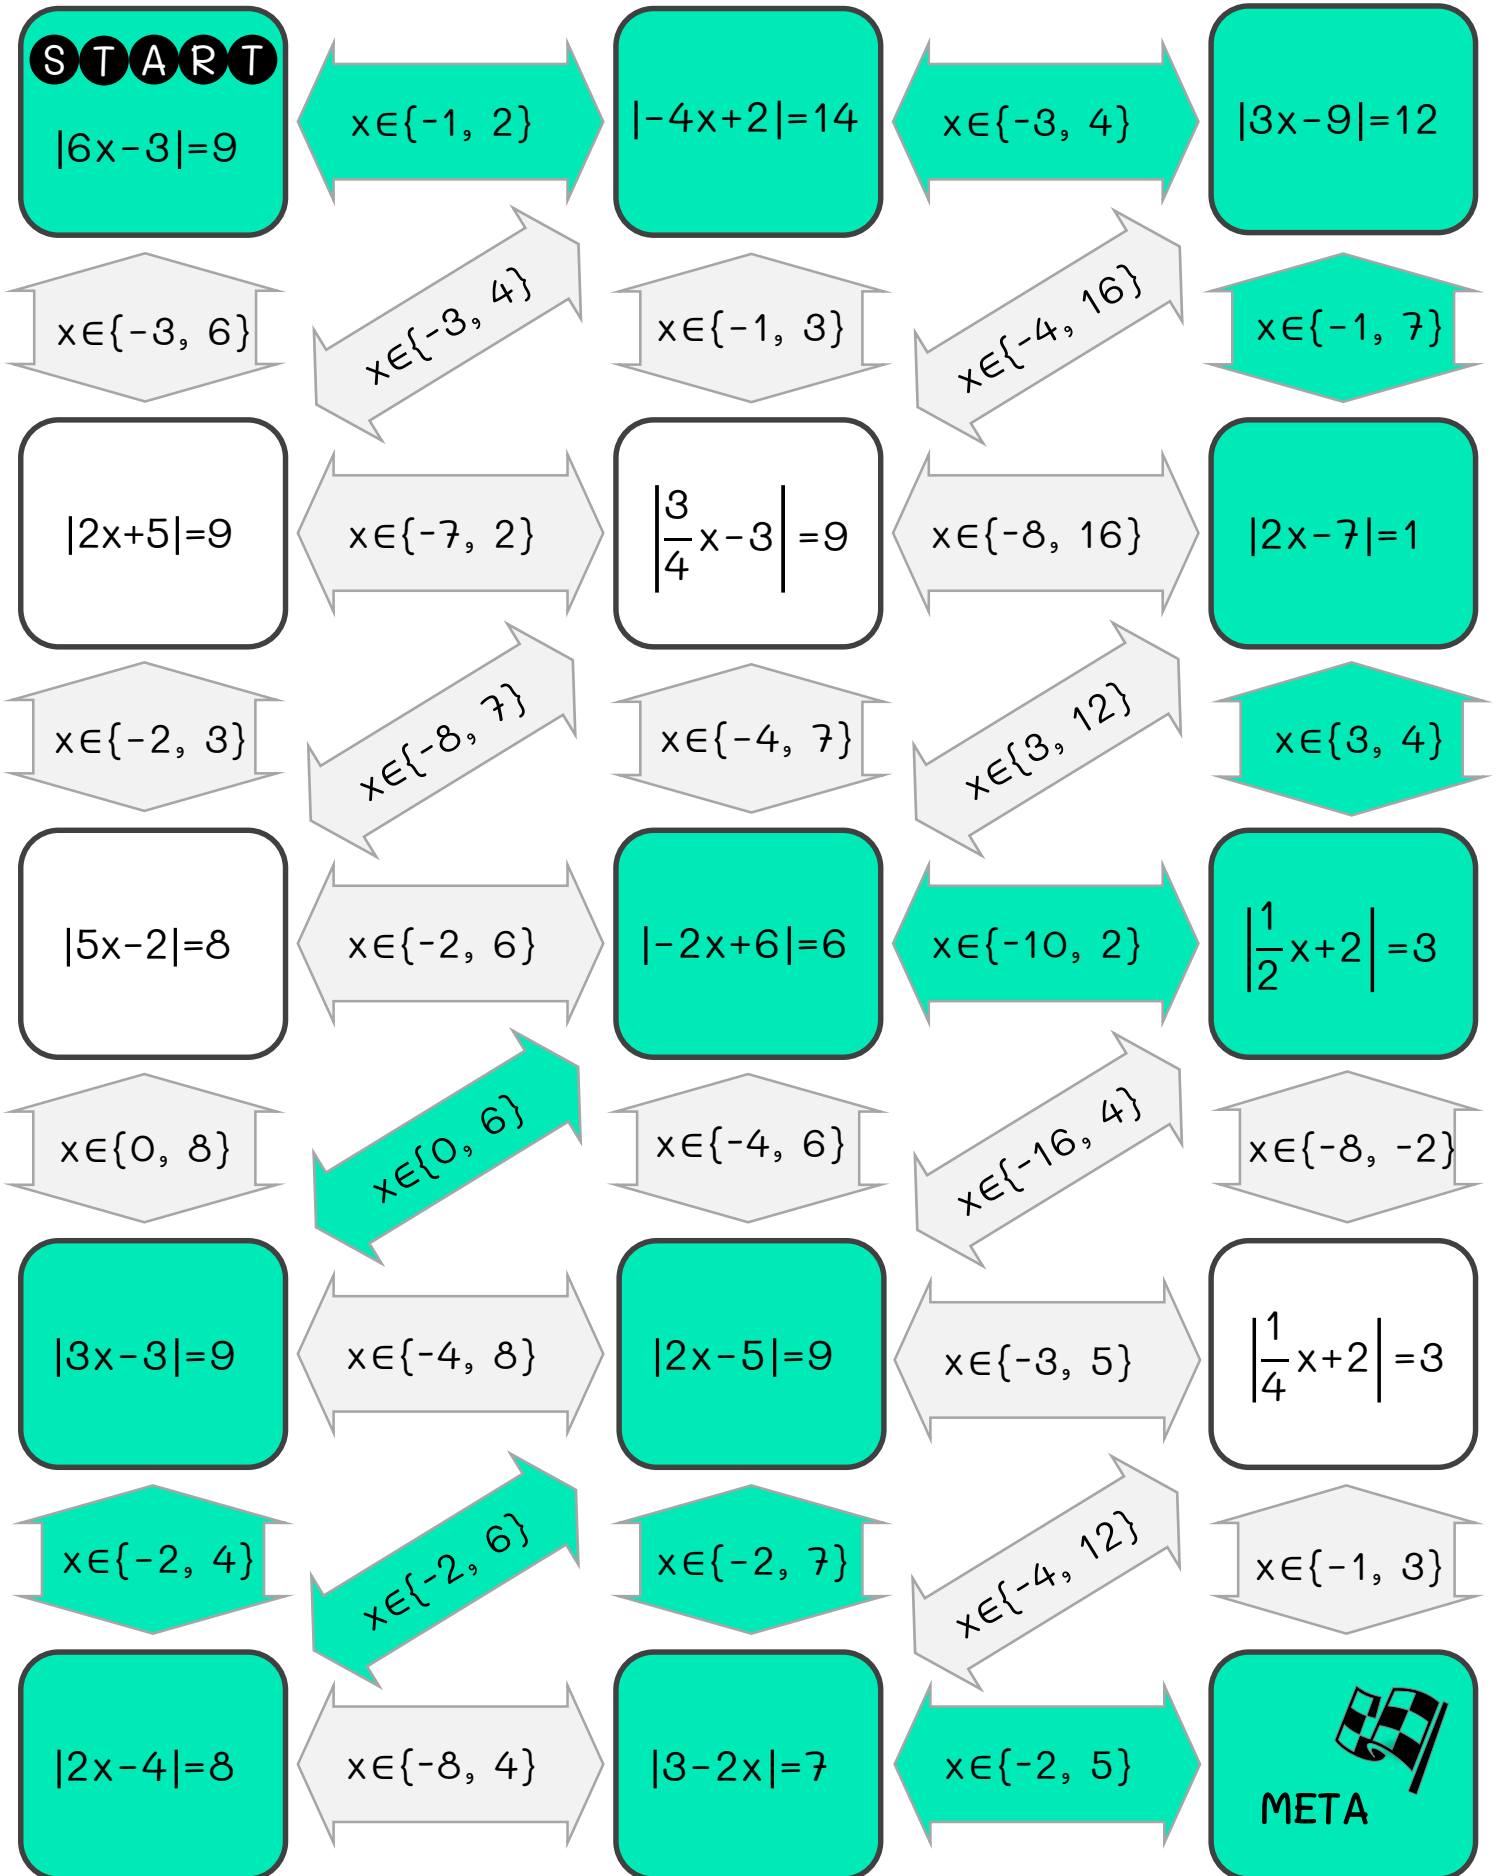 START
|6x-3|=9
x∈{-1, 2}
|-4x+2|=14
x∈{-3, 4}
|3x-9|=12
x∈{-3, 6}
x∈{-3, 4}
x∈{-1, 3}
x∈{-4, 16}
x∈{-1, 7}
|2x+5|=9
x∈{-7, 2}
|3/4 x-3|=9
x∈{-8, 16}
|2x-7|=1
x∈{-2, 3}
x∈{-8, 7}
x∈{-4, 7}
x∈{3, 12}
x∈{3, 4}
|5x-2|=8
x∈{-2, 6}
|-2x+6|=6
x∈{-10, 2}
|1/2 x+2|=3
x∈{0, 8}
x∈{0, 6}
x∈{-4, 6}
x∈{-16, 4}
x∈{-8, -2}
|3x-3|=9
x∈{-4, 8}
|2x-5|=9
x∈{-3, 5}
|1/4 x+2|=3
x∈{-2, 4}
x∈{-2, 6}
x∈{-2, 7}
x∈{-4, 12}
x∈{-1, 3}
|2x-4|=8
x∈{-8, 4}
|3-2x|=7
x∈{-2, 5}
META